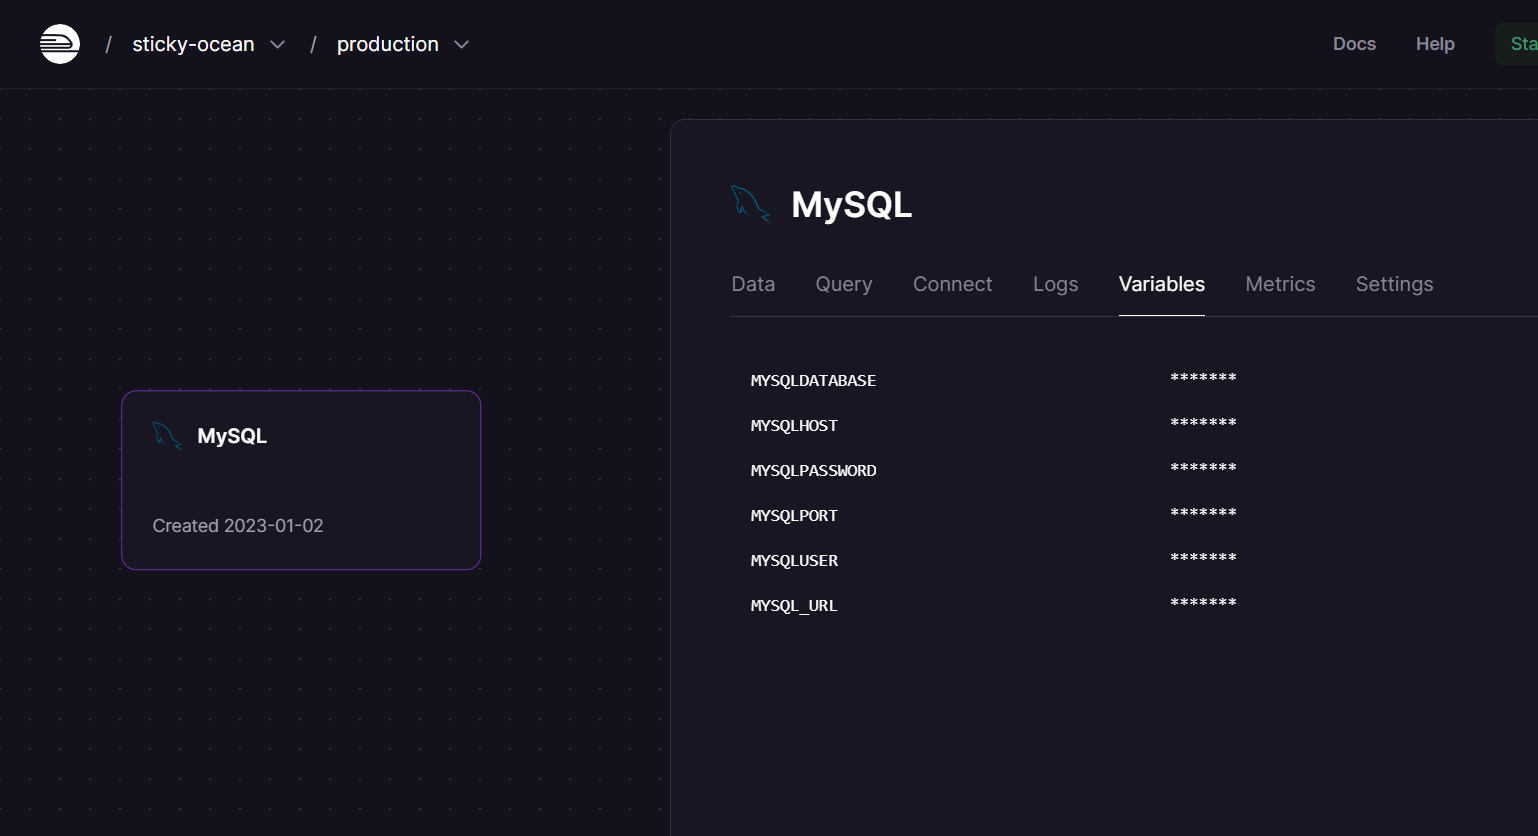 / sticky-ocean / production Docs Help Sta
MySQL
Data Query Connect Logs Variables Metrics Settings
MYSQLDATABASE *******
MYSQLHOST *******
MYSQLPASSWORD *******
MYSQLPORT *******
MYSQLUSER *******
MYSQL_URL *******
MySQL
Created 2023-01-02